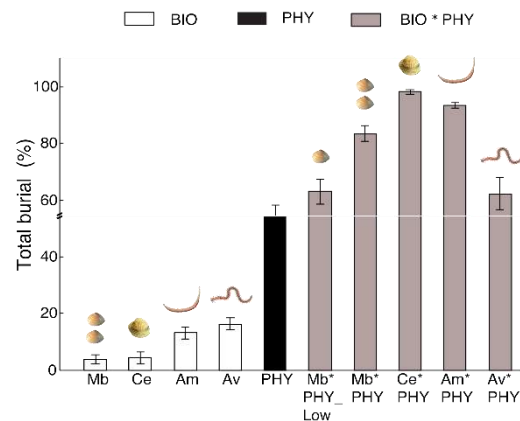 BIO PHY BIO * PHY
Total burial (%)
100
80
60
40
20
0
Mb Ce Am Av PHY Mb* Mb* Ce* Am* Av*
PHY_ PHY PHY PHY PHY
Low